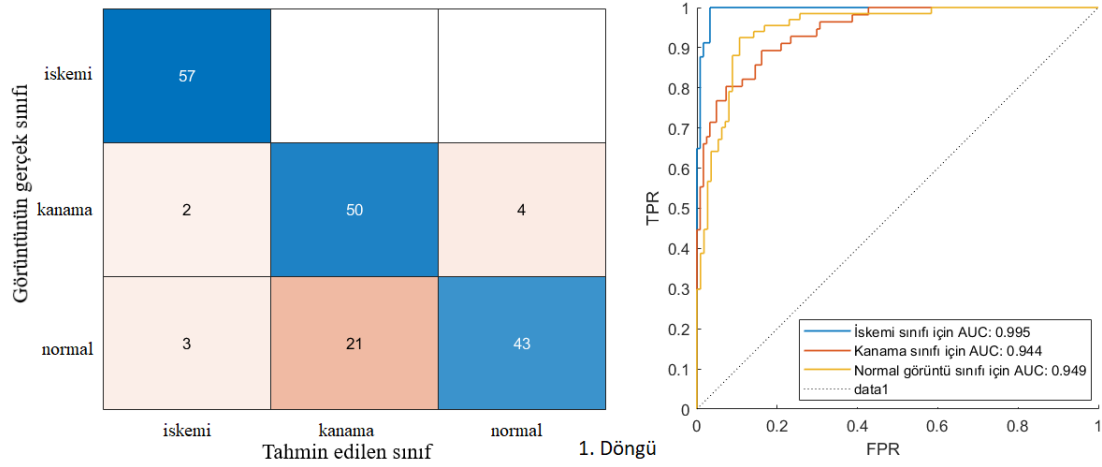 Görüntünün gerçek sınıfı
iskemi
57
kanama
2 50 4
normal
3 21 43
iskemi kanama normal
Tahmin edilen sınıf
1. Döngü
TPR
1
0.9
0.8
0.7
0.6
0.5
0.4
0.3
0.2
0.1
0
0 0.2 0.4 0.6 0.8 1
FPR
İskemi sınıfı için AUC: 0.995
Kanama sınıfı için AUC: 0.944
Normal görüntü sınıfı için AUC: 0.949
data1